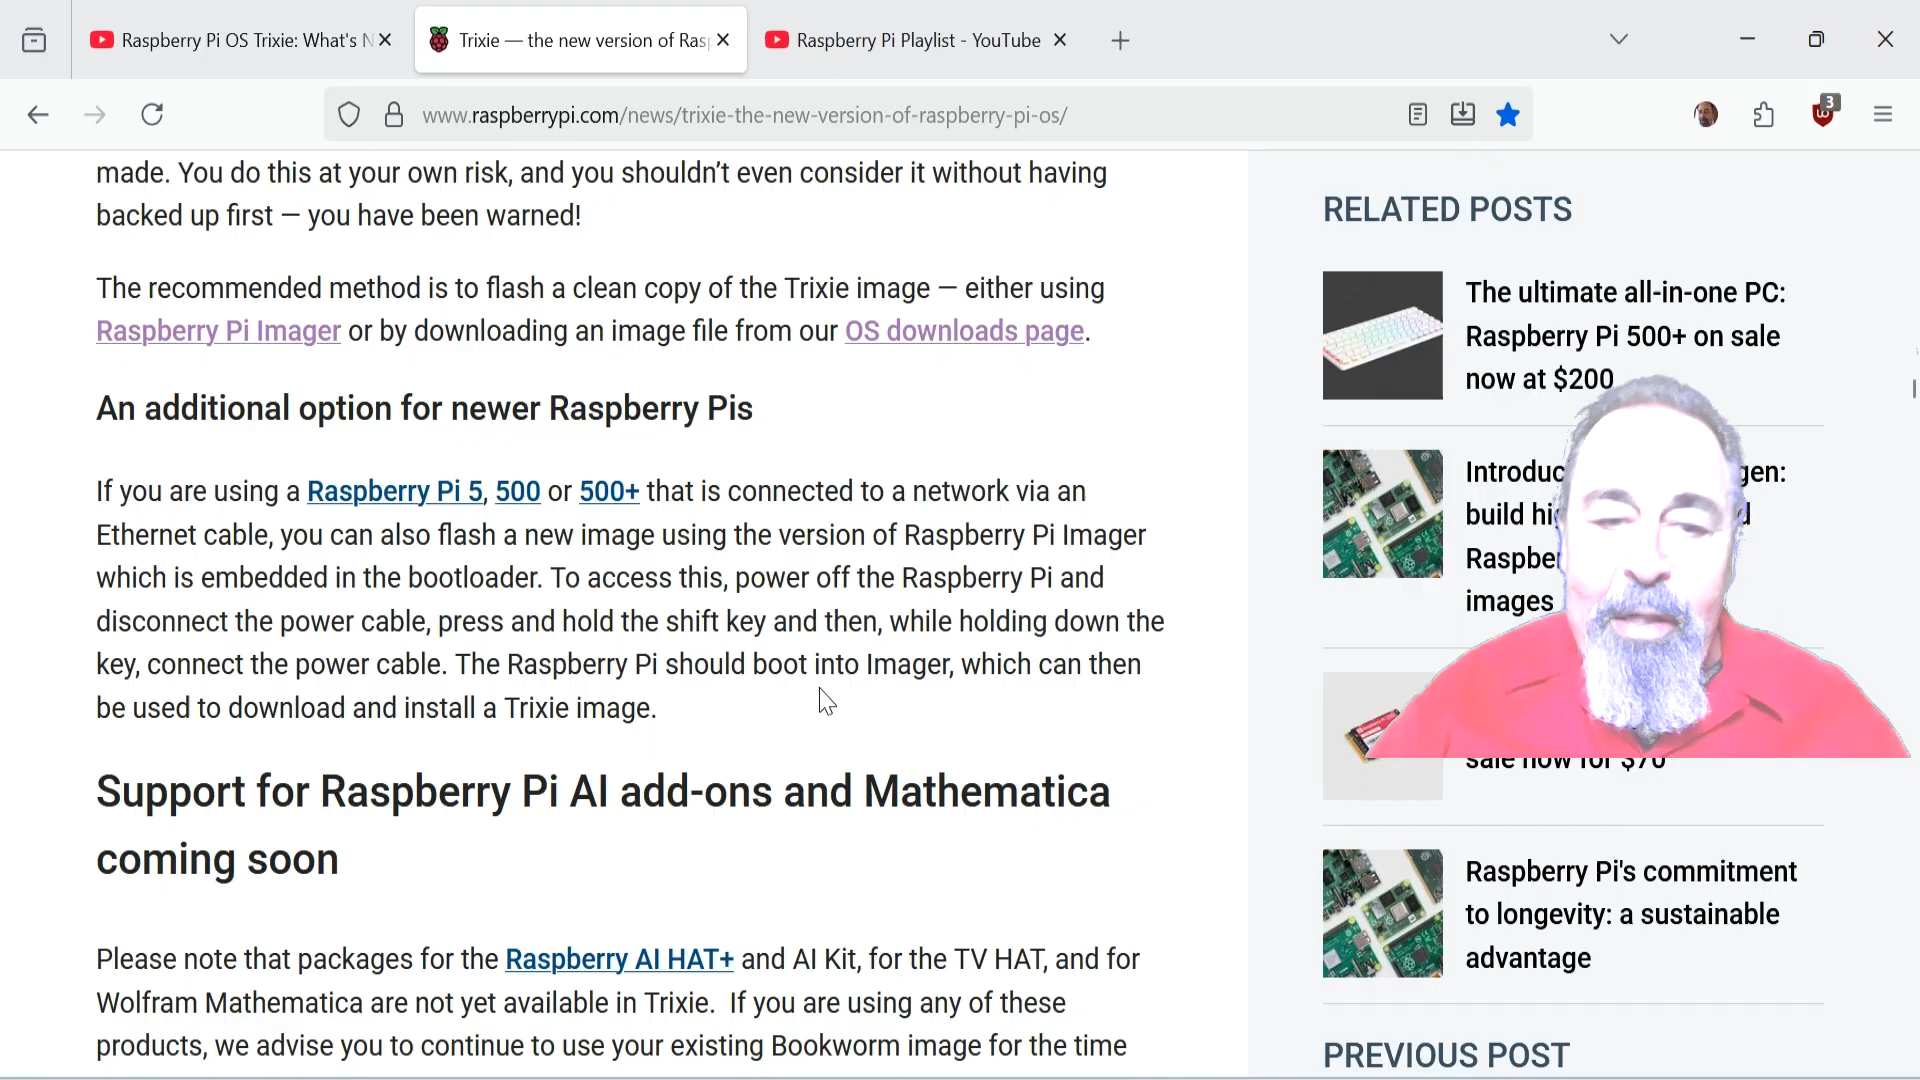 Raspberry Pi OS Trixie: What's N
Trixie — the new version of Ras
Raspberry Pi Playlist - YouTube
www.raspberrypi.com/news/trixie-the-new-version-of-raspberry-pi-os/
3
made. You do this at your own risk, and you shouldn’t even consider it without having
backed up first — you have been warned!
The recommended method is to flash a clean copy of the Trixie image — either using
Raspberry Pi Imager or by downloading an image file from our OS downloads page.
An additional option for newer Raspberry Pis
If you are using a Raspberry Pi 5, 500 or 500+ that is connected to a network via an
Ethernet cable, you can also flash a new image using the version of Raspberry Pi Imager
which is embedded in the bootloader. To access this, power off the Raspberry Pi and
disconnect the power cable, press and hold the shift key and then, while holding down the
key, connect the power cable. The Raspberry Pi should boot into Imager, which can then
be used to download and install a Trixie image.
Support for Raspberry Pi AI add-ons and Mathematica
coming soon
Please note that packages for the Raspberry AI HAT+ and AI Kit, for the TV HAT, and for
Wolfram Mathematica are not yet available in Trixie.  If you are using any of these
products, we advise you to continue to use your existing Bookworm image for the time
RELATED POSTS
The ultimate all-in-one PC:
Raspberry Pi 500+ on sale
now at $200
gen:
build
images
sale now for $70
Raspberry Pi's commitment
to longevity: a sustainable
advantage
PREVIOUS POST